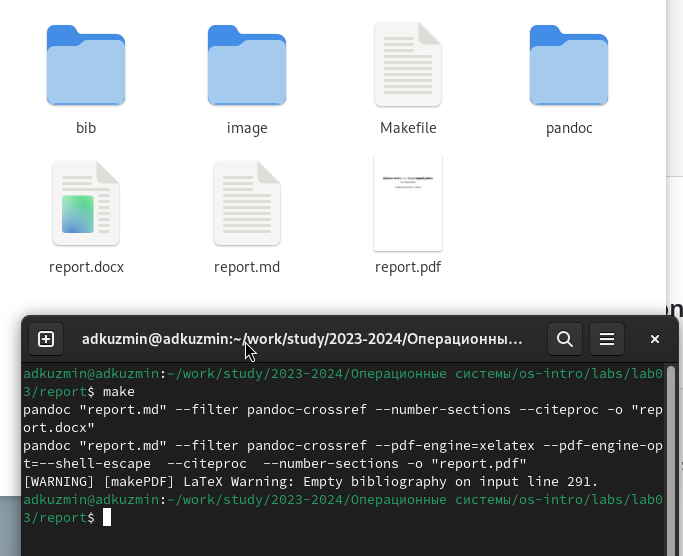 bib
image
Makefile
pandoc
report.docx
report.md
report.pdf
adkuzmin@adkuzmin:~/work/study/2023-2024/Операционны...
adkuzmin@adkuzmin:~/work/study/2023-2024/Операционные системы/os-intro/labs/lab0
3/report$ make
pandoc "report.md" --filter pandoc-crossref --number-sections --citeproc -o "rep
ort.docx"
pandoc "report.md" --filter pandoc-crossref --pdf-engine=xelatex --pdf-engine-op
t=--shell-escape  --citeproc  --number-sections -o "report.pdf"
[WARNING] [makePDF] LaTeX Warning: Empty bibliography on input line 291.
adkuzmin@adkuzmin:~/work/study/2023-2024/Операционные системы/os-intro/labs/lab0
3/report$